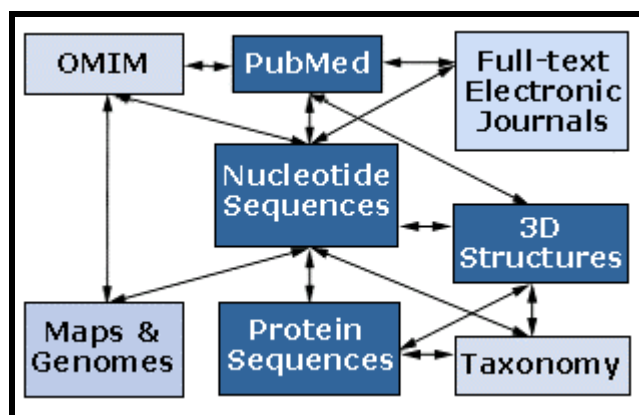 OMIM
PubMed
Full-text
Electronic
Journals
Nucleotide
Sequences
3D
Structures
Maps &
Genomes
Protein
Sequences
Taxonomy